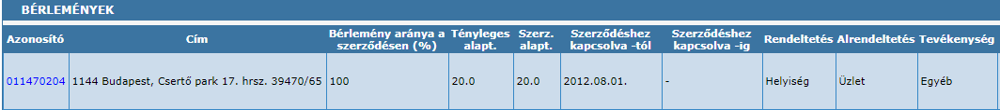 BÉRLEMÉNYEK
Azonosító Cím Bérlemény aránya a szerződésen (%) Tényleges alapt. Szerz. alapt. Szerződéshez kapcsolva -tól Szerződéshez kapcsolva -ig Rendeltetés Alrendeltetés Tevékenység
011470204 1144 Budapest, Csertő park 17. hrsz. 39470/65 100 20.0 20.0 2012.08.01. - Helyiség Üzlet Egyéb